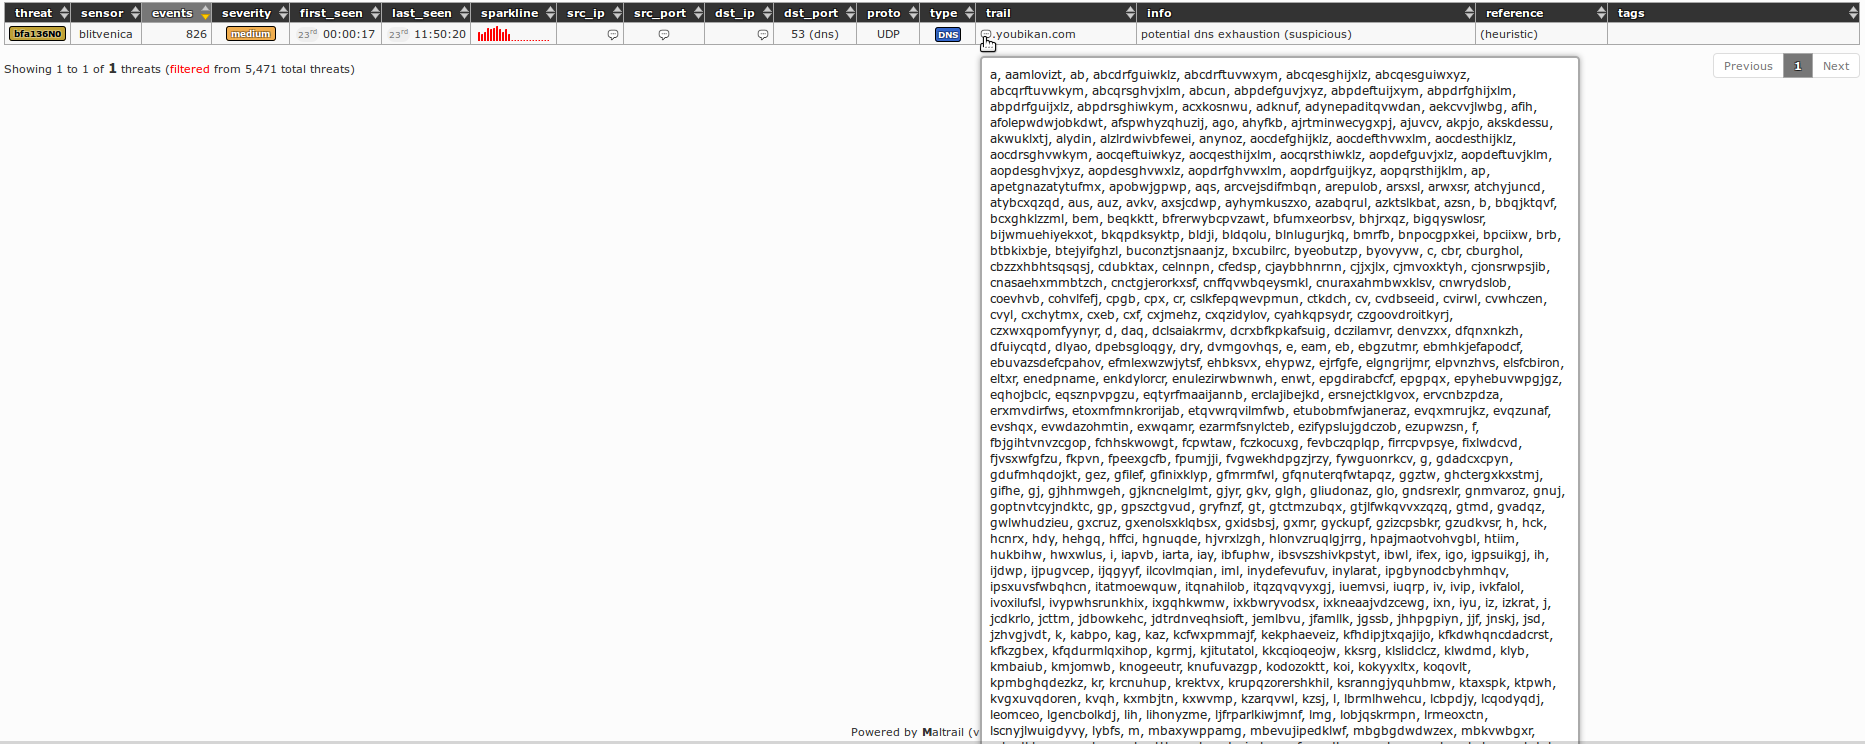 threat sensor events severity first_seen last_seen sparkline src_ip src_port dst_ip dst_port proto type trail info reference tags
bfa136N0 blitvenica 826 medium 23rd 00:00:17 23rd 11:50:20 53 (dns) UDP DNS .youbikan.com potential dns exhaustion (suspicious) (heuristic)
Showing 1 to 1 of 1 threats (filtered from 5,471 total threats)
Previous 1 Next
a, aamlovizt, ab, abcdrfguiwklz, abcdrftuvwxym, abcqesghijxlz, abcqesguiwxyz,
abcqrftuvwkym, abcqrsghvjxlm, abcun, abpdefguvjxyz, abpdeftuijxym, abpdrfghijxlm,
abpdrfguijxlz, abpdrsghiwkym, acxkosnwu, adknuf, adynepaditqvwdan, aekcvvjlwbg, afih,
afolepwdwjobkdwt, afspwhyzqhuzij, ago, ahyfkb, ajrtminwecygxpj, ajuvcv, akpjo, akskdessu,
akwuklxtj, alydin, alzlrdwivbfewei, anynoz, aocdefghijklz, aocdefthvwxlm, aocdesthijklz,
aocdrsghvwkym, aocqeftuiwkyz, aocqesthijxlm, aocqrsthiwklz, aopdefguvjxlz, aopdeftuvjklm,
aopdesghvjxyz, aopdesghvwxlz, aopdrfghvwxlm, aopdrfguijkyz, aopqrsthijklm, ap,
apetgnazatytufmx, apobwjgpwp, aqs, arcvejsdifmbqn, arepulob, arsxsl, arwxsr, atchyjuncd,
atybcxqzqd, aus, auz, avkv, axsjcdwp, ayhymkuszxo, azabqrul, azktslkbat, azsn, b, bbqjktqvf,
bcxghklzzml, bem, beqkktt, bfrerwybcpvzawt, bfumxeorbsv, bhjrxqz, bigqyswlosr,
bijwmuehiyekxot, bkqpdksyktp, bldji, bldqolu, blnlugurjkq, bmrfb, bnpocgpxkei, bpciixw, brb,
btbkixbje, btejyifghzl, buconztjsnaanjz, bxcubilrc, byeobutzp, byovyvw, c, cbr, cburghol,
cbzzxhbhtsqsqsj, cdubktax, celnnpn, cfedsp, cjaybbhnrnn, cjjxjlx, cjmvoxktyh, cjonsrwpsjib,
cnasaehxmmbtzch, cnctgjerorkxsf, cnffqvwbqeysmkl, cnuraxahmbwxklsv, cnwrydslob,
coevhvb, cohvlfefj, cpgb, cpx, cr, cslkfepqwevpmun, ctkdch, cv, cvdbseeid, cvirwl, cvwhczen,
cvyl, cxchytmx, cxeb, cxf, cxjmehz, cxqzidylov, cyahkqpsydr, czgoovdroitkyrj,
czxwxqpomfyynyr, d, daq, dclsaiakrmv, dcrxbfkpkafsuig, dczilamvr, denvzxx, dfqnxnkzh,
dfuiycqtd, dlyao, dpebsgloqgy, dry, dvmgovhqs, e, eam, eb, ebgzutmr, ebmhkjefapodcf,
ebuvazsdefcpahov, efmlexwzwjytsf, ehbksvx, ehypwz, ejrfgfe, elgngrijmr, elpvnzhvs, elsfcbiron,
eltxr, enedpname, enkdylorcr, enulezirwbwnwh, enwt, epgdirabcfcf, epgpqx, epyhebuvwpgjgz,
eqhojbclc, eqsznpvpgzu, eqtyrfmaaijannb, erclajibejkd, ersnejctklgvox, ervcnbzpdza,
erxmvdirfws, etoxmfmnkrorijab, etqvwrqvilmfwb, etubobmfwjaneraz, evqxmrujkz, evqzunaf,
evshqx, evwdazohmtin, exwqamr, ezarmfsnylcteb, ezifypslujgdczob, ezupwzsn, f,
fbjgihtvnvzcgop, fchhskwowgt, fcpwtaw, fczkocuxg, fevbczqplqp, firrcpvpsye, fixlwdcvd,
fjvsxwfgfzu, fkpvn, fpeexgcfb, fpumjji, fvgwekhdpgzjrzy, fywguonrkcv, g, gdadcxcpyn,
gdufmhqdojkt, gez, gfilef, gfinixklyp, gfmrmfwl, gfqnuterqfwtapqz, ggztw, ghctergxkxstmj,
gifhe, gj, gjhhmwgeh, gjkncnelglmt, gjyr, gkv, glgh, gliudonaz, glo, gndsrexlr, gnmvaroz, gnuj,
goptnvtcyjndktc, gp, gpszctgvud, gryfnzf, gt, gtctmzubqx, gtjlfwkqvvxzqzq, gtmd, gvadqz,
gwlwhudzieu, gxcruz, gxenolsxklqbsx, gxidsbsj, gxmr, gyckupf, gzizcpsbkr, gzudkvsr, h, hck,
hcnrx, hdy, hehgq, hffci, hgnuqde, hjvrxlzgh, hlonvzruqlgjrrg, hpajmaotvohvgbl, htiim,
hukbihw, hwxwlus, i, iapvb, iarta, iay, ibfuphw, ibsvszshivkpstyt, ibwl, ifex, igo, igpsuikgj, ih,
ijdwp, ijpugvcep, ijqgyyf, ilcovlmqian, iml, inydefevufuv, inylarat, ipgbynodcbyhmhqv,
ipsxuvsfwbqhcn, itatmoewquw, itqnahilob, itqzqvqvyxgj, iuemvsi, iuqrp, iv, ivip, ivkfalol,
ivoxilufsl, ivypwhsrunkhix, ixgqhkwmw, ixkbwryvodsx, ixkneaajvdzcewg, ixn, iyu, iz, izkrat, j,
jcdkrlo, jcttm, jdbowkehc, jdtrdnveqhsioft, jemlbvu, jfamllk, jgssb, jhhpgpiyn, jjf, jnskj, jsd,
jzhvgjvdt, k, kabpo, kag, kaz, kcfwxpmmajf, kekphaeveiz, kfhdipjtxqajijo, kfkdwhqncdadcrst,
kfkzgbex, kfqdurmlqxihop, kgrmj, kjitutatol, kkcqioqeojw, kksrg, klslidclcz, klwdmd, klyb,
kmbaiub, kmjomwb, knogeeutr, knufuvazgp, kodozoktt, koi, kokyyxltx, koqovlt,
kpmbghqdezkz, kr, krcnuhup, krektvx, krupqzorershkhil, ksranngjyquhbmw, ktaxspk, ktpwh,
kvgxuvqdoren, kvqh, kxmbjtn, kxwvmp, kzarqvwl, kzsj, l, lbrmlhwehcu, lcbpdjy, lcqodyqdj,
leomceo, lgencbolkdj, lih, lihonyzme, ljfrparlkiwjmnf, lmg, lobjqskrmpn, lrmeoxctn,
lscnyjlwuigdyvy, lybfs, m, mbaxywppamg, mbevujipedklwf, mbgbgdwdwzex, mbkvwbgxr,
Powered by Maltrail (v